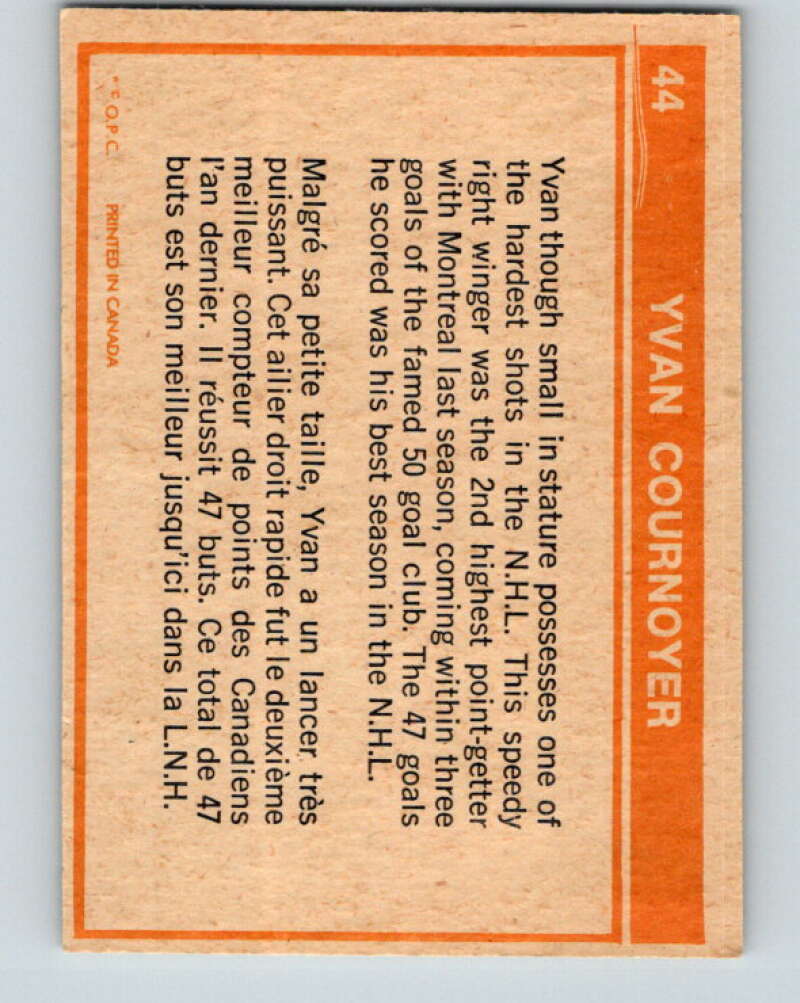 44 YVAN COURNOYER
Yvan though small in stature possesses one of
the hardest shots in the N.H.L. This speedy
right winger was the 2nd highest point-getter
with Montreal last season, coming within three
goals of the famed 50 goal club. The 47 goals
he scored was his best season in the N.H.L.
Malgré sa petite taille, Yvan a un lancer très
puissant. Cet ailier droit rapide fut le deuxième
meilleur compteur de points des Canadiens
l'an dernier. Il réussit 47 buts. Ce total de 47
buts est son meilleur jusqu'ici dans la L.N.H.
© O.P.C. PRINTED IN CANADA